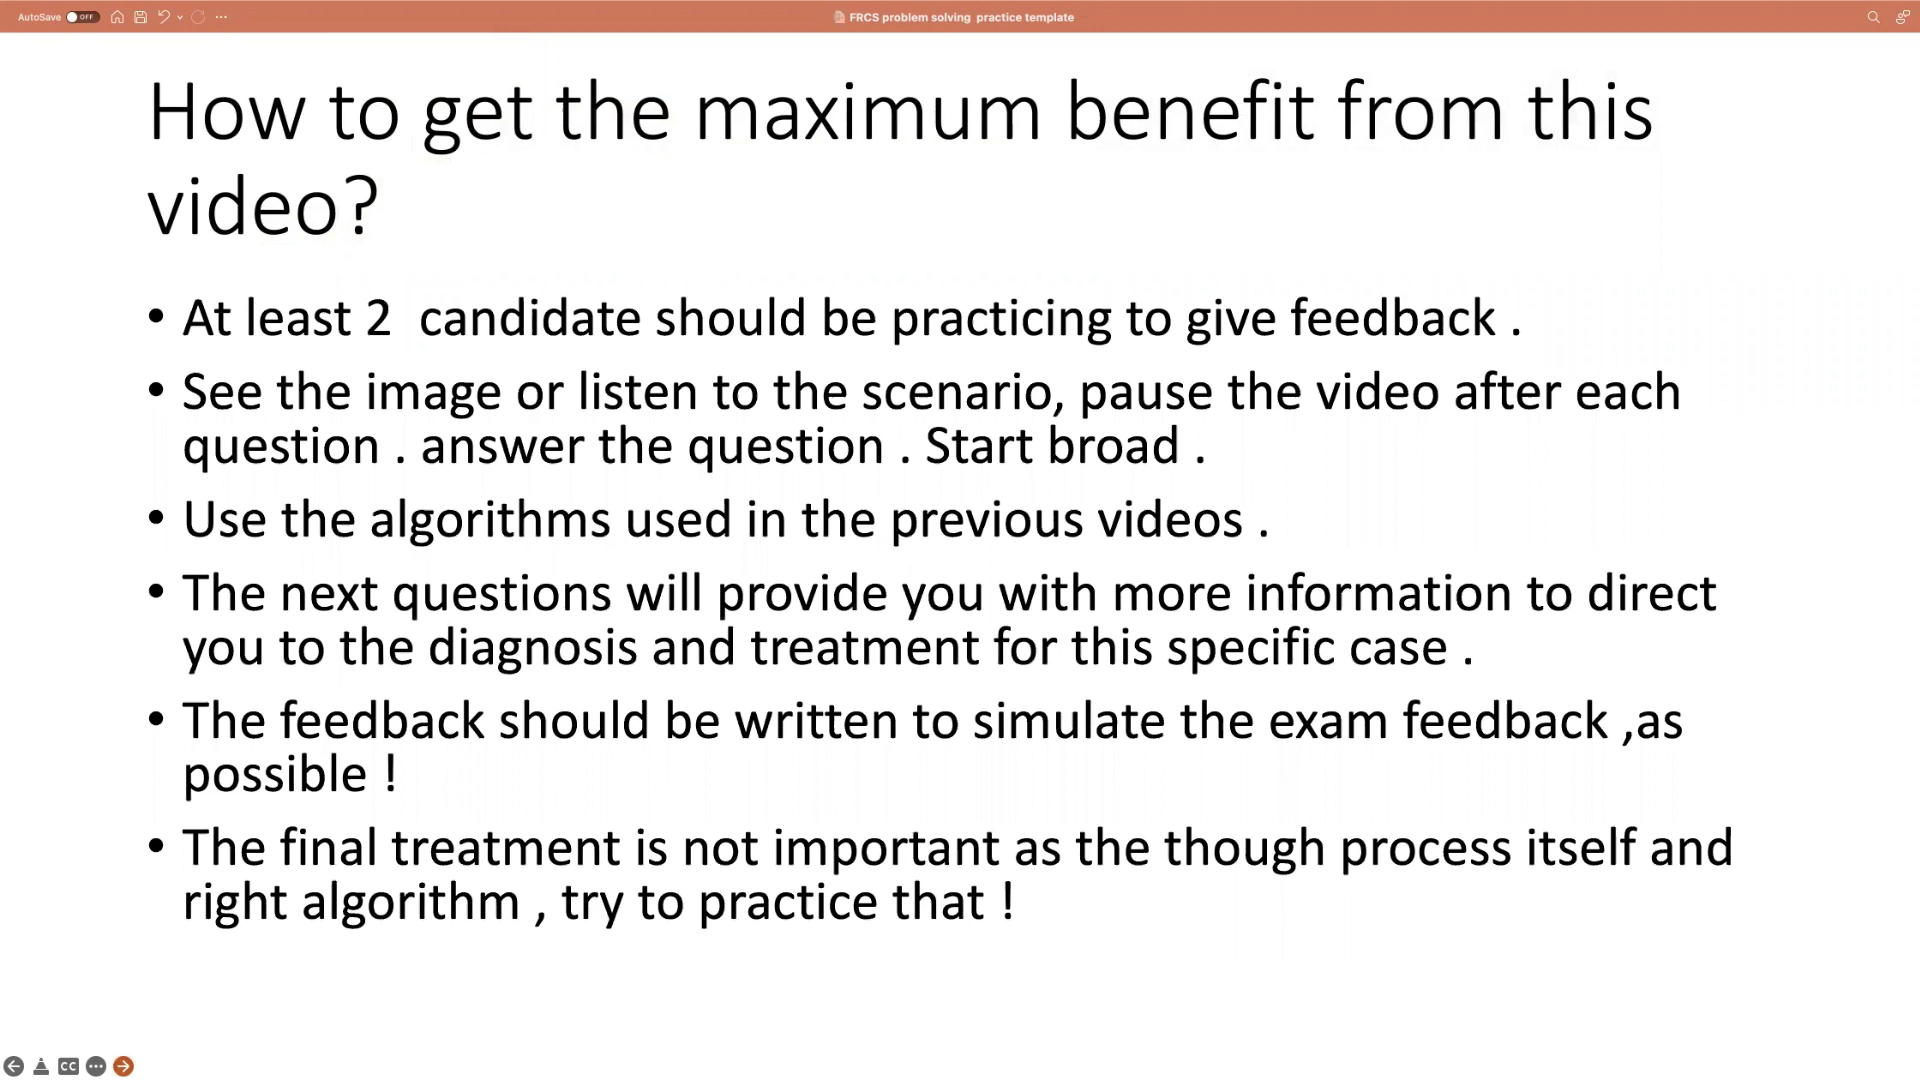 AutoSave OFF
FRCS problem solving practice template
How to get the maximum benefit from this
video?
• At least 2 candidate should be practicing to give feedback .
• See the image or listen to the scenario, pause the video after each
question . answer the question . Start broad .
• Use the algorithms used in the previous videos .
• The next questions will provide you with more information to direct
you to the diagnosis and treatment for this specific case .
• The feedback should be written to simulate the exam feedback ,as
possible !
• The final treatment is not important as the though process itself and
right algorithm , try to practice that !
CC